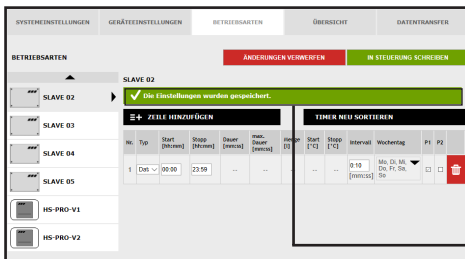 SYSTEMEINSTELLUNGEN GERÄTEEINSTELLUNGEN BETRIEBSARTEN ÜBERSICHT DATENTRANSFER
BETRIEBSARTEN ÄNDERUNGEN VERWERFEN IN STEUERUNG SCHREIBEN
SLAVE 02
SLAVE 02
Die Einstellungen wurden gespeichert.
ZEILE HINZUFÜGEN TIMER NEU SORTIEREN
SLAVE 03
Nr. Typ Start [hh:mm] Stopp [hh:mm] Dauer [mm:ss] max. Dauer [mm:ss] Menge [l] Start [°C] Stopp [°C] Intervall Wochentag P1 P2
SLAVE 04
1 Dat 00:00 23:59 ... ... ... ... ... 0:10 [mm:ss] Mo, Di, Mi, Do, Fr, Sa, So
SLAVE 05
HS-PRO-V1
HS-PRO-V2